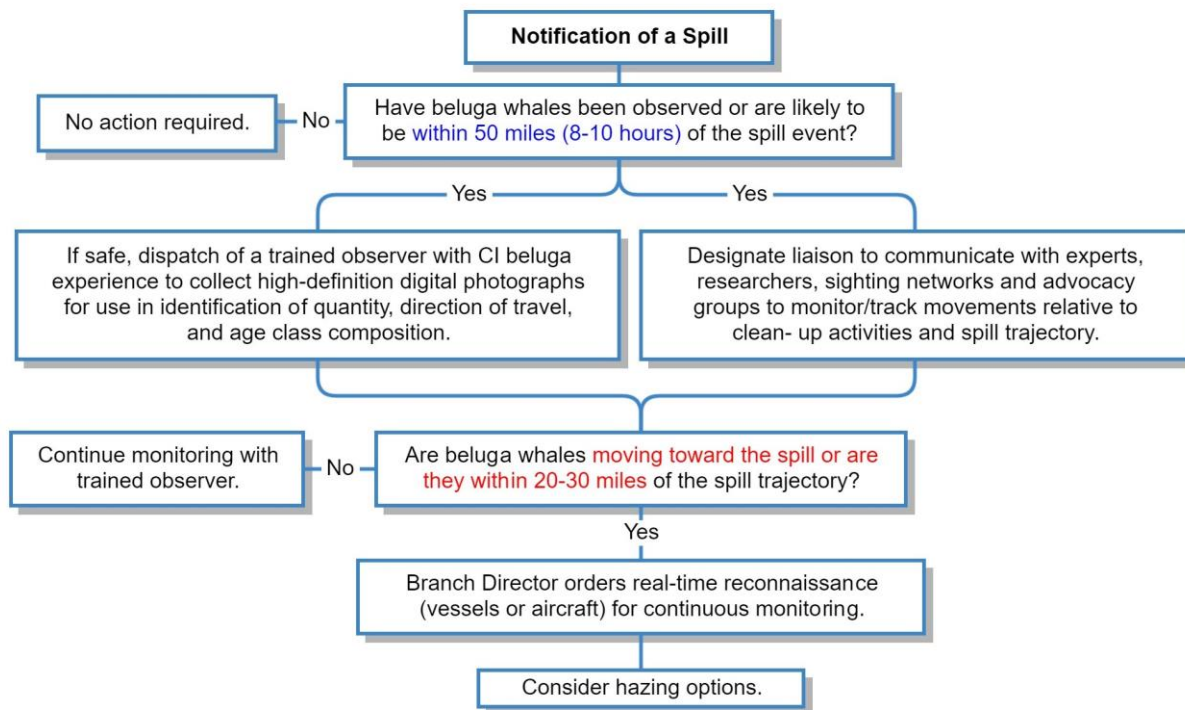 Notification of a Spill
Have beluga whales been observed or are likely to
be within 50 miles (8-10 hours) of the spill event?
No
No action required.
Yes
Yes
If safe, dispatch of a trained observer with CI beluga
experience to collect high-definition digital photographs
for use in identification of quantity, direction of travel,
and age class composition.
Designate liaison to communicate with experts,
researchers, sighting networks and advocacy
groups to monitor/track movements relative to
clean- up activities and spill trajectory.
Are beluga whales moving toward the spill or are
they within 20-30 miles of the spill trajectory?
No
Continue monitoring with
trained observer.
Yes
Branch Director orders real-time reconnaissance
(vessels or aircraft) for continuous monitoring.
Consider hazing options.